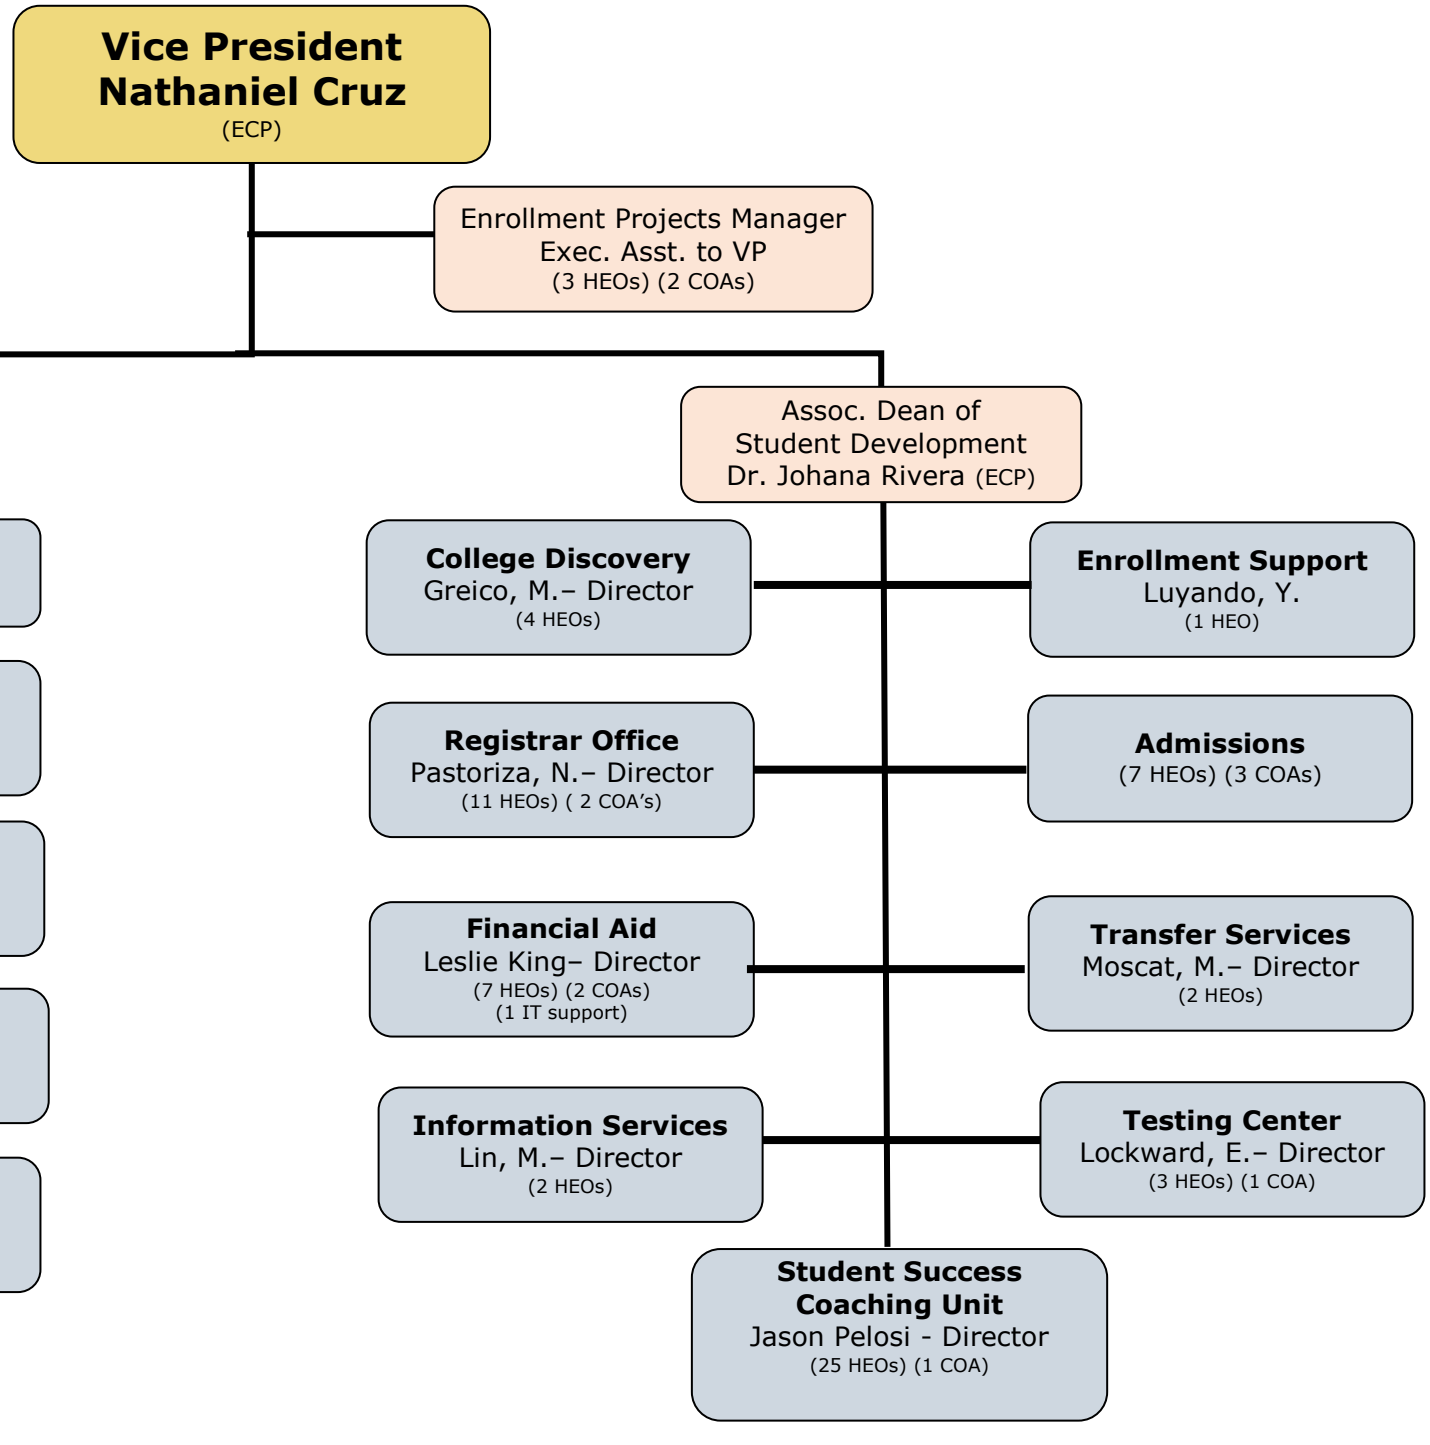 Vice President
Nathaniel Cruz
(ECP)
Enrollment Projects Manager
Exec. Asst. to VP
(3 HEOs) (2 COAs)
Assoc. Dean of
Student Development
Dr. Johana Rivera (ECP)
College Discovery
Greico, M.– Director
(4 HEOs)
Enrollment Support
Luyando, Y.
(1 HEO)
Registrar Office
Pastoriza, N.– Director
(11 HEOs) ( 2 COA’s)
Admissions
(7 HEOs) (3 COAs)
Financial Aid
Leslie King– Director
(7 HEOs) (2 COAs)
(1 IT support)
Transfer Services
Moscat, M.– Director
(2 HEOs)
Information Services
Lin, M.– Director
(2 HEOs)
Testing Center
Lockward, E.– Director
(3 HEOs) (1 COA)
Student Success
Coaching Unit
Jason Pelosi - Director
(25 HEOs) (1 COA)